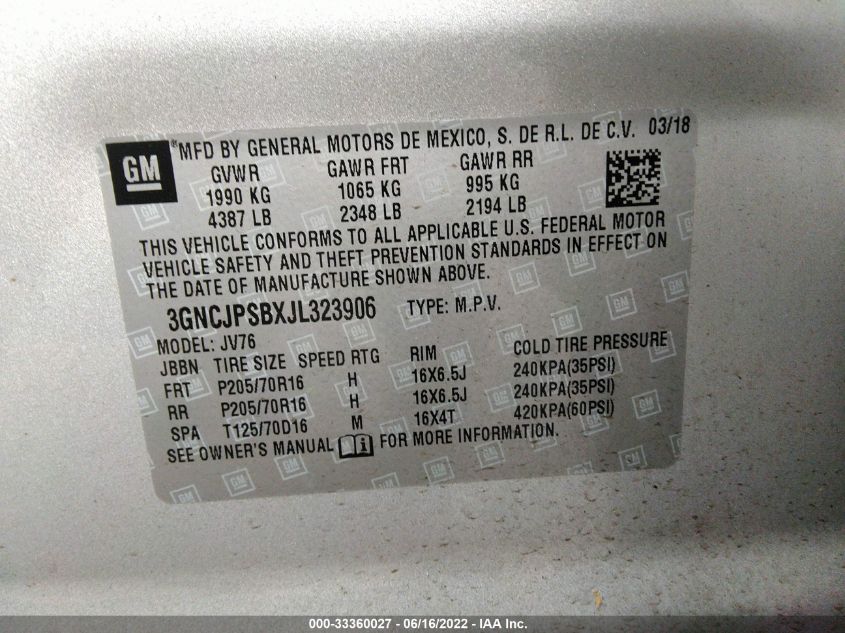 GM ®MFD BY GENERAL MOTORS DE MEXICO, S. DE R.L. DE C.V. 03/18
GVWR GAWR FRT GAWR RR
1990 KG 1065 KG 995 KG
4387 LB 2348 LB 2194 LB
THIS VEHICLE CONFORMS TO ALL APPLICABLE U.S. FEDERAL MOTOR
VEHICLE SAFETY AND THEFT PREVENTION STANDARDS IN EFFECT ON
THE DATE OF MANUFACTURE SHOWN ABOVE.
3GNCJPSBXJL323906 TYPE: M.P.V.
MODEL: JV76
JBBN TIRE SIZE SPEED RTG RIM COLD TIRE PRESSURE
FRT P205/70R16 H 16X6.5J 240KPA(35PSI)
RR P205/70R16 H 16X6.5J 240KPA(35PSI)
SPA T125/70D16 M 16X4T 420KPA(60PSI)
SEE OWNER'S MANUAL FOR MORE INFORMATION.
000-33360027 - 06/16/2022 - IAA Inc.